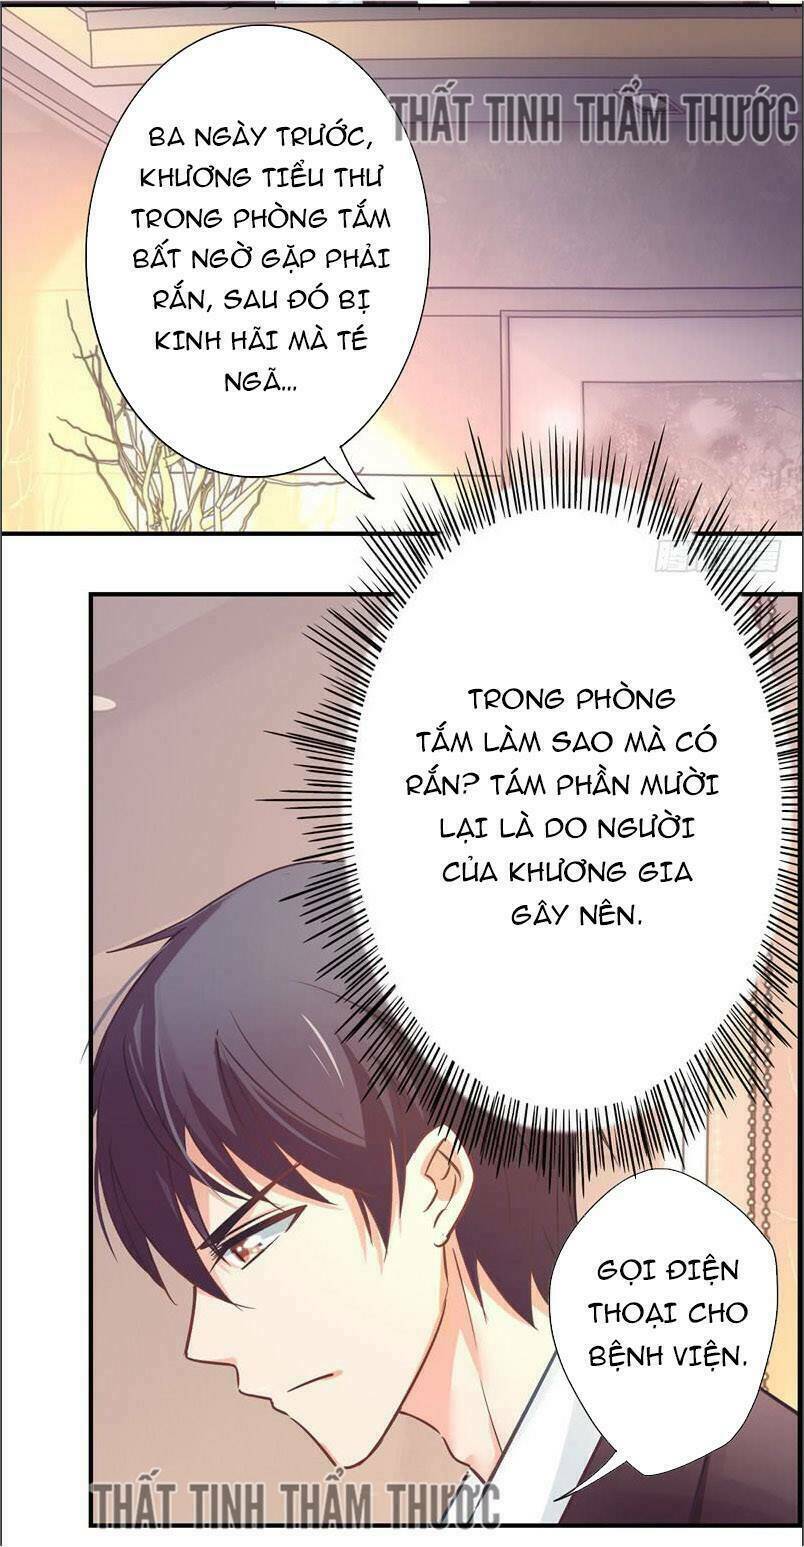 THẤT TINH THẨM THƯỚC
BA NGÀY TRƯỚC,
KHƯƠNG TIỂU THƯ
TRONG PHÒNG TẮM
BẤT NGỜ GẶP PHẢI
RẮN, SAU ĐÓ BỊ
KINH HÃI MÀ TÉ
NGÃ...
TRONG PHÒNG
TẮM LÀM SAO MÀ CÓ
RẮN? TÁM PHẦN MƯỜI
LẠI LÀ DO NGƯỜI
CỦA KHƯƠNG GIA
GÂY NÊN.
GỌI ĐIỆN
THOẠI CHO
BỆNH VIỆN.
THẤT TINH THẨM THƯỚC